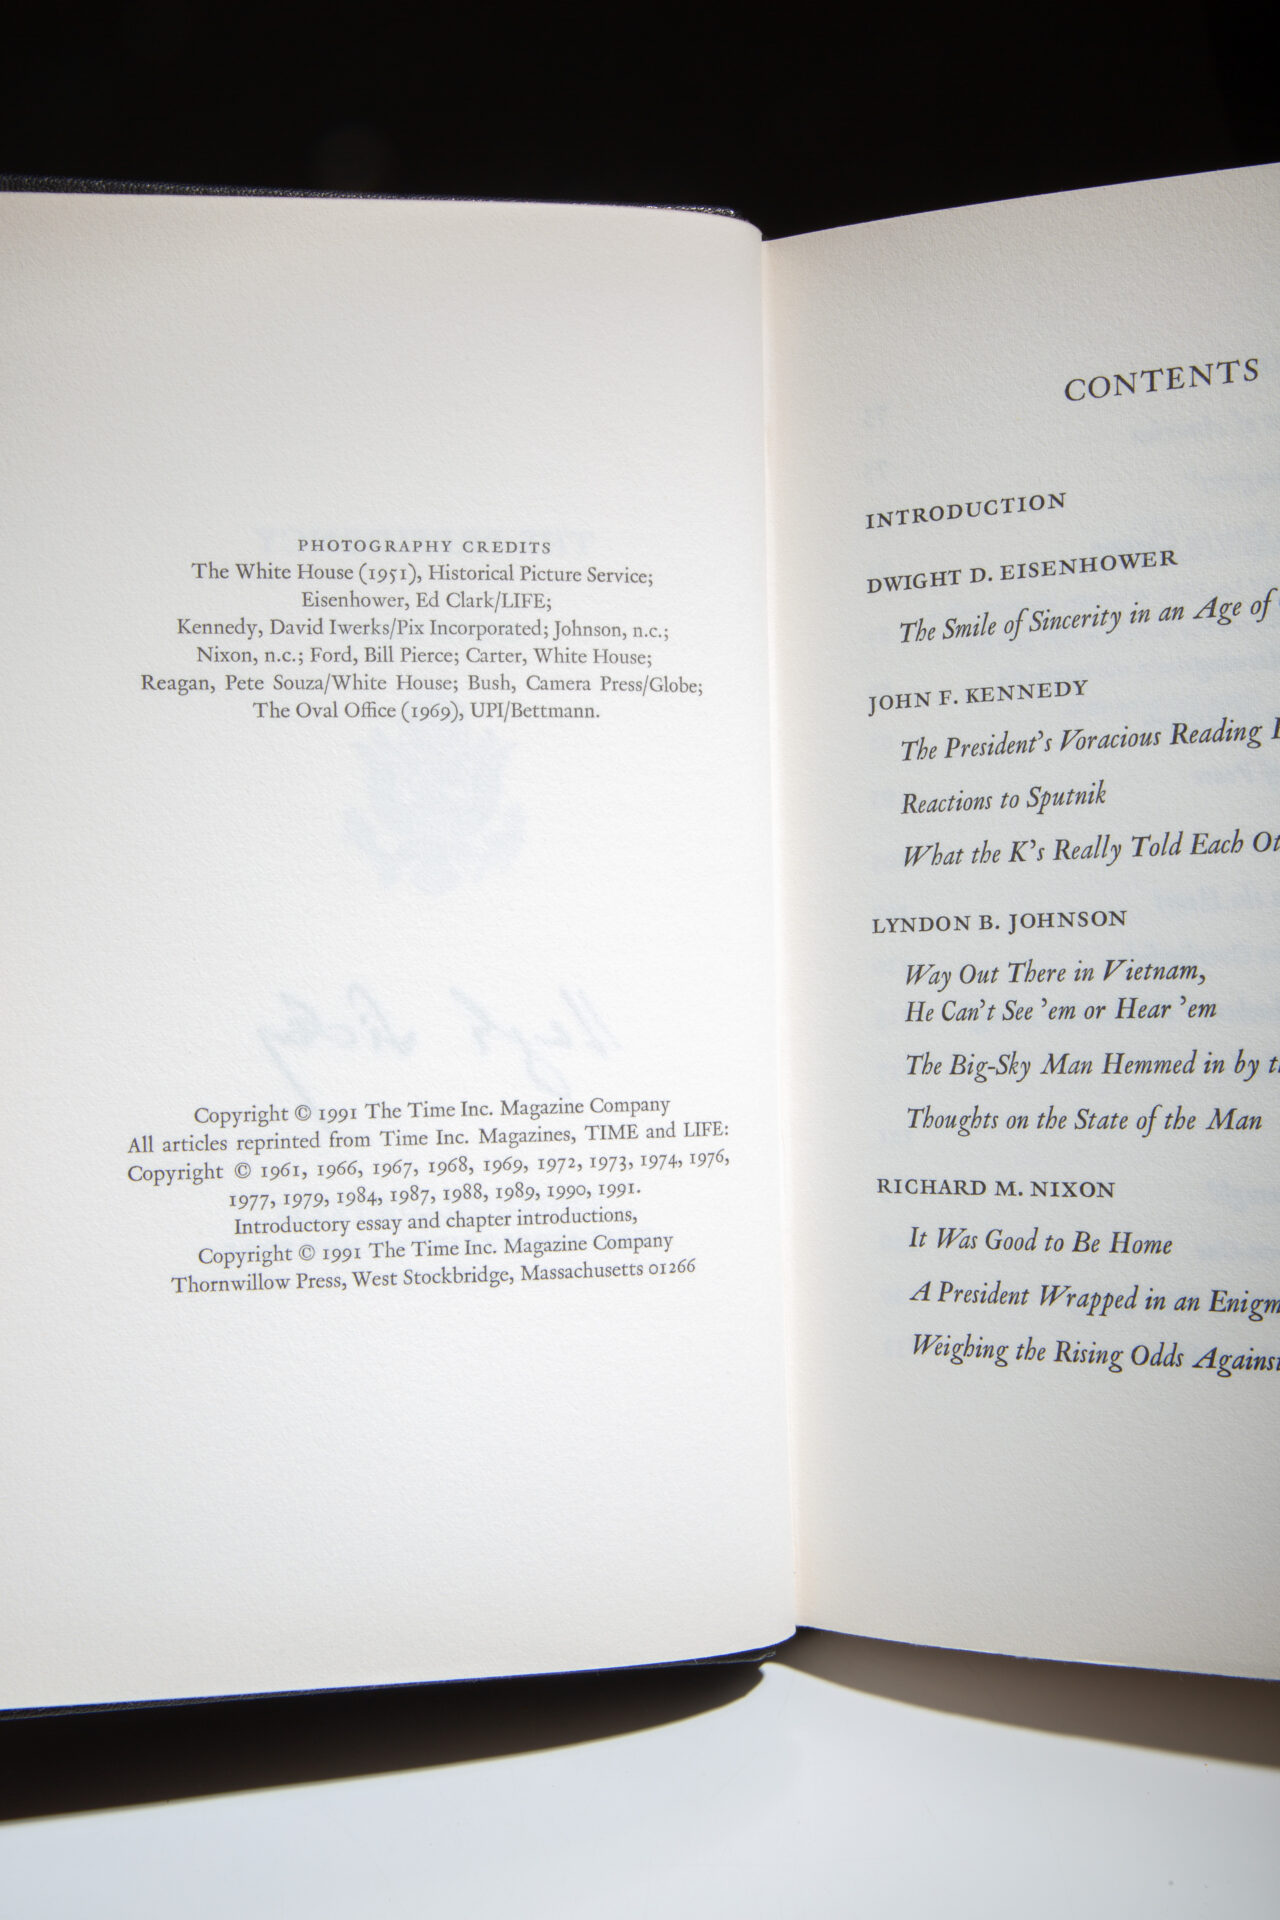 PHOTOGRAPHY CREDITS
The White House (1951), Historical Picture Service;
Eisenhower, Ed Clark/LIFE;
Kennedy, David Iwerks/Pix Incorporated; Johnson, n.c.;
Nixon, n.c.; Ford, Bill Pierce; Carter, White House;
Reagan, Pete Souza/White House; Bush, Camera Press/Globe;
The Oval Office (1969), UPI/Bettmann.
Copyright © 1991 The Time Inc. Magazine Company
All articles reprinted from Time Inc. Magazines, TIME and LIFE:
Copyright © 1961, 1966, 1967, 1968, 1969, 1972, 1973, 1974, 1976,
1977, 1979, 1984, 1987, 1988, 1989, 1990, 1991.
Introductory essay and chapter introductions,
Copyright © 1991 The Time Inc. Magazine Company
Thornwillow Press, West Stockbridge, Massachusetts 01266
CONTENTS
INTRODUCTION
DWIGHT D. EISENHOWER
The Smile of Sincerity in an Age of
JOHN F. KENNEDY
The President's Voracious Reading
Reactions to Sputnik
What the K's Really Told Each
LYNDON B. JOHNSON
Way Out There in Vietnam,
He Can't See 'em or Hear 'em
The Big-Sky Man Hemmed in by
Thoughts on the State of the Man
RICHARD M. NIXON
It Was Good to Be Home
A President Wrapped in an
Weighing the Rising Odds Against